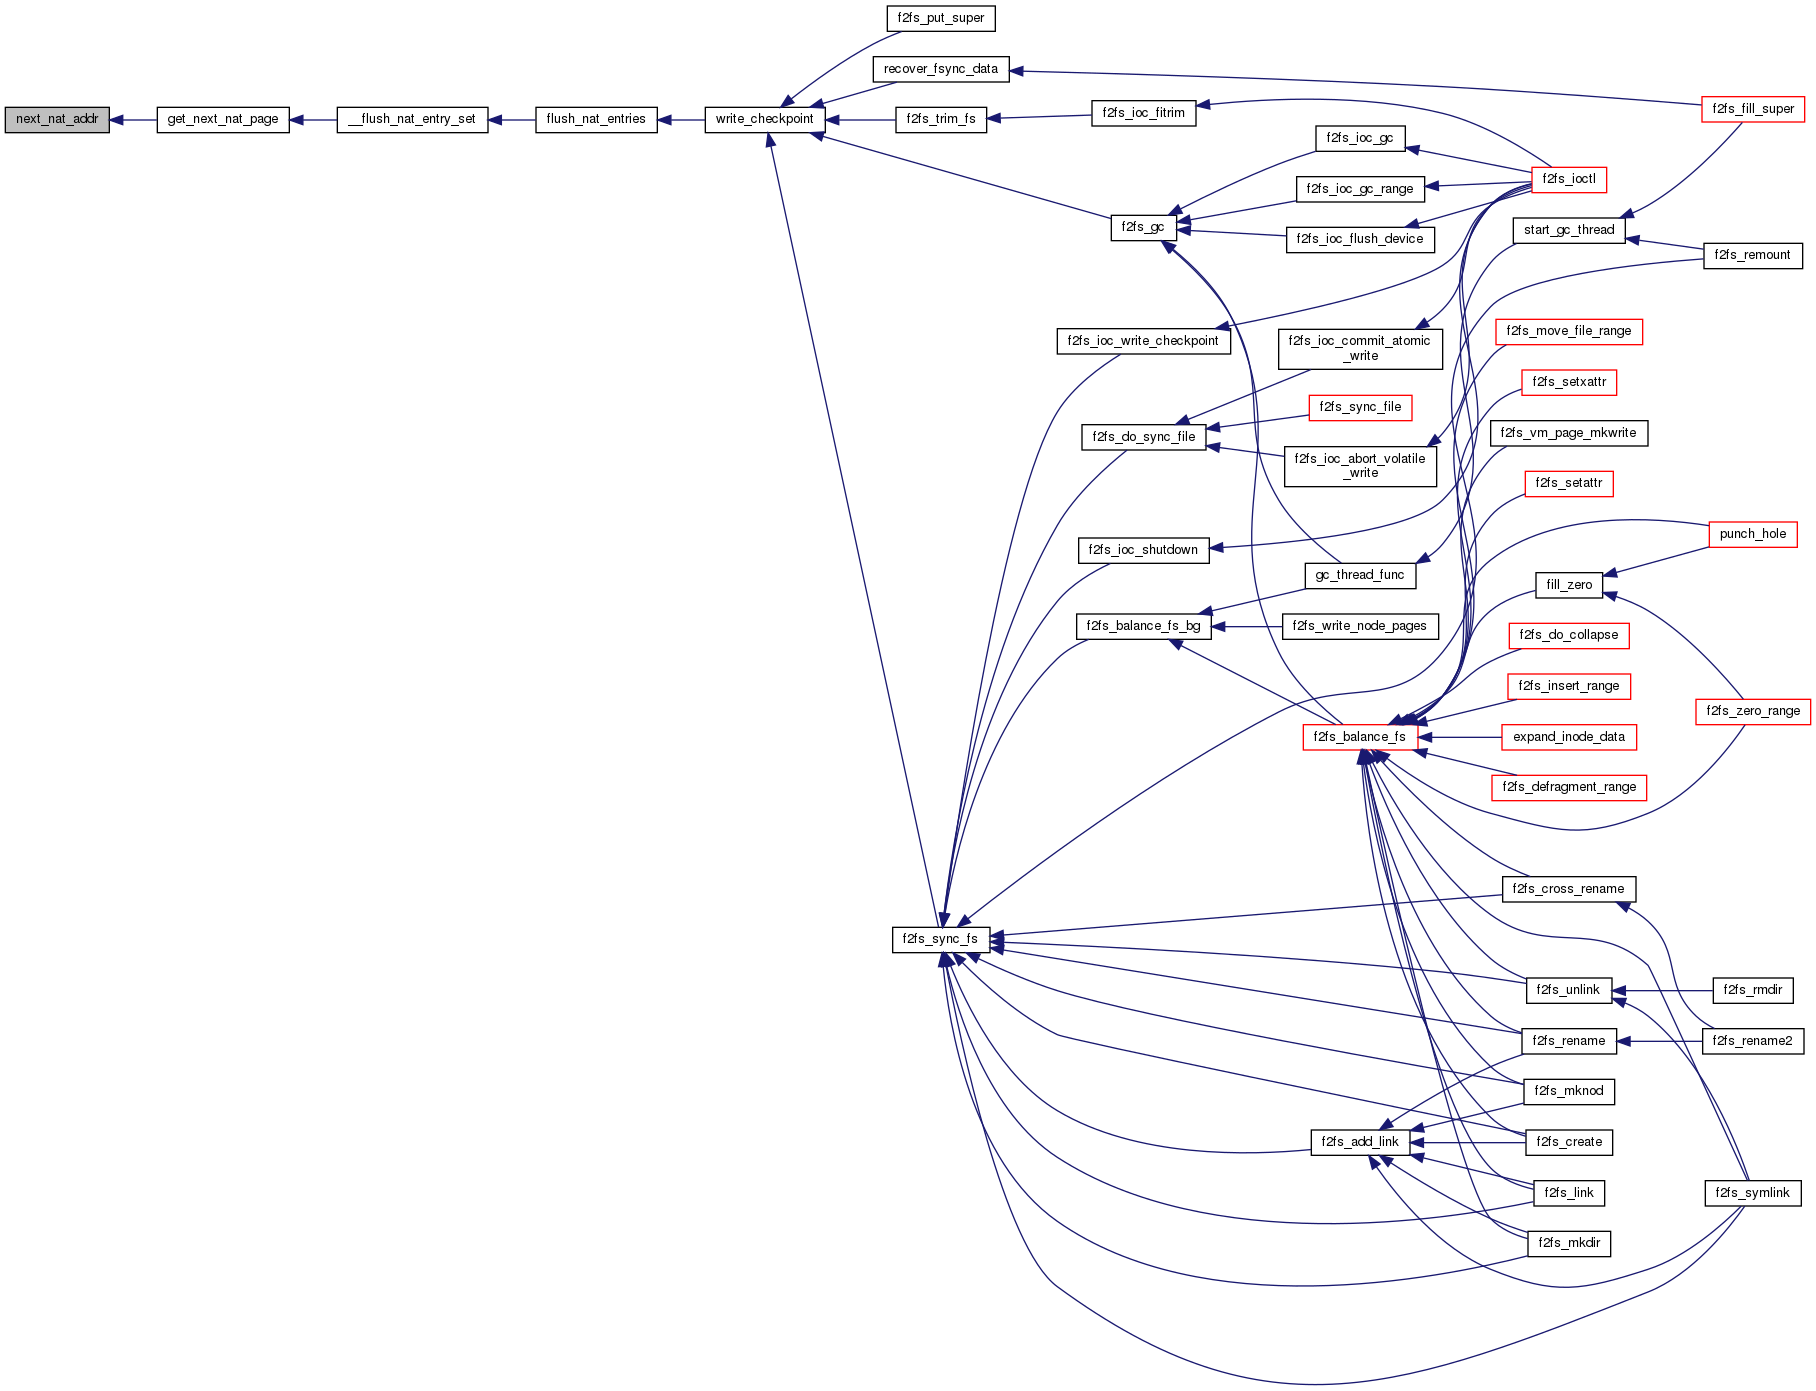 f2fs_put_super
recover_fsync_data
next_nat_addr
get_next_nat_page
__flush_nat_entry_set
flush_nat_entries
write_checkpoint
f2fs_trim_fs
f2fs_ioc_fitrim
f2fs_fill_super
f2fs_ioc_gc
f2fs_ioc_gc_range
f2fs_ioctl
f2fs_gc
f2fs_ioc_flush_device
start_gc_thread
f2fs_remount
f2fs_ioc_write_checkpoint
f2fs_ioc_commit_atomic
_write
f2fs_move_file_range
f2fs_setxattr
f2fs_sync_file
f2fs_do_sync_file
f2fs_vm_page_mkwrite
f2fs_ioc_abort_volatile
_write
f2fs_setattr
punch_hole
f2fs_ioc_shutdown
gc_thread_func
fill_zero
f2fs_balance_fs_bg
f2fs_write_node_pages
f2fs_do_collapse
f2fs_insert_range
f2fs_zero_range
f2fs_balance_fs
expand_inode_data
f2fs_defragment_range
f2fs_cross_rename
f2fs_sync_fs
f2fs_unlink
f2fs_rmdir
f2fs_rename
f2fs_rename2
f2fs_mknod
f2fs_add_link
f2fs_create
f2fs_link
f2fs_symlink
f2fs_mkdir